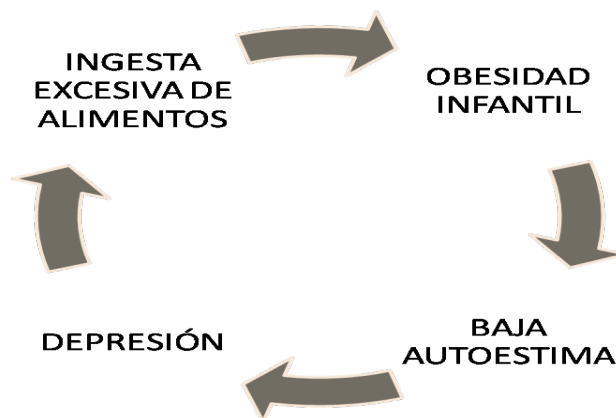 INGESTA
EXCESIVA DE
ALIMENTOS
OBESIDAD
INFANTIL
BAJA
AUTOESTIMA
DEPRESIÓN